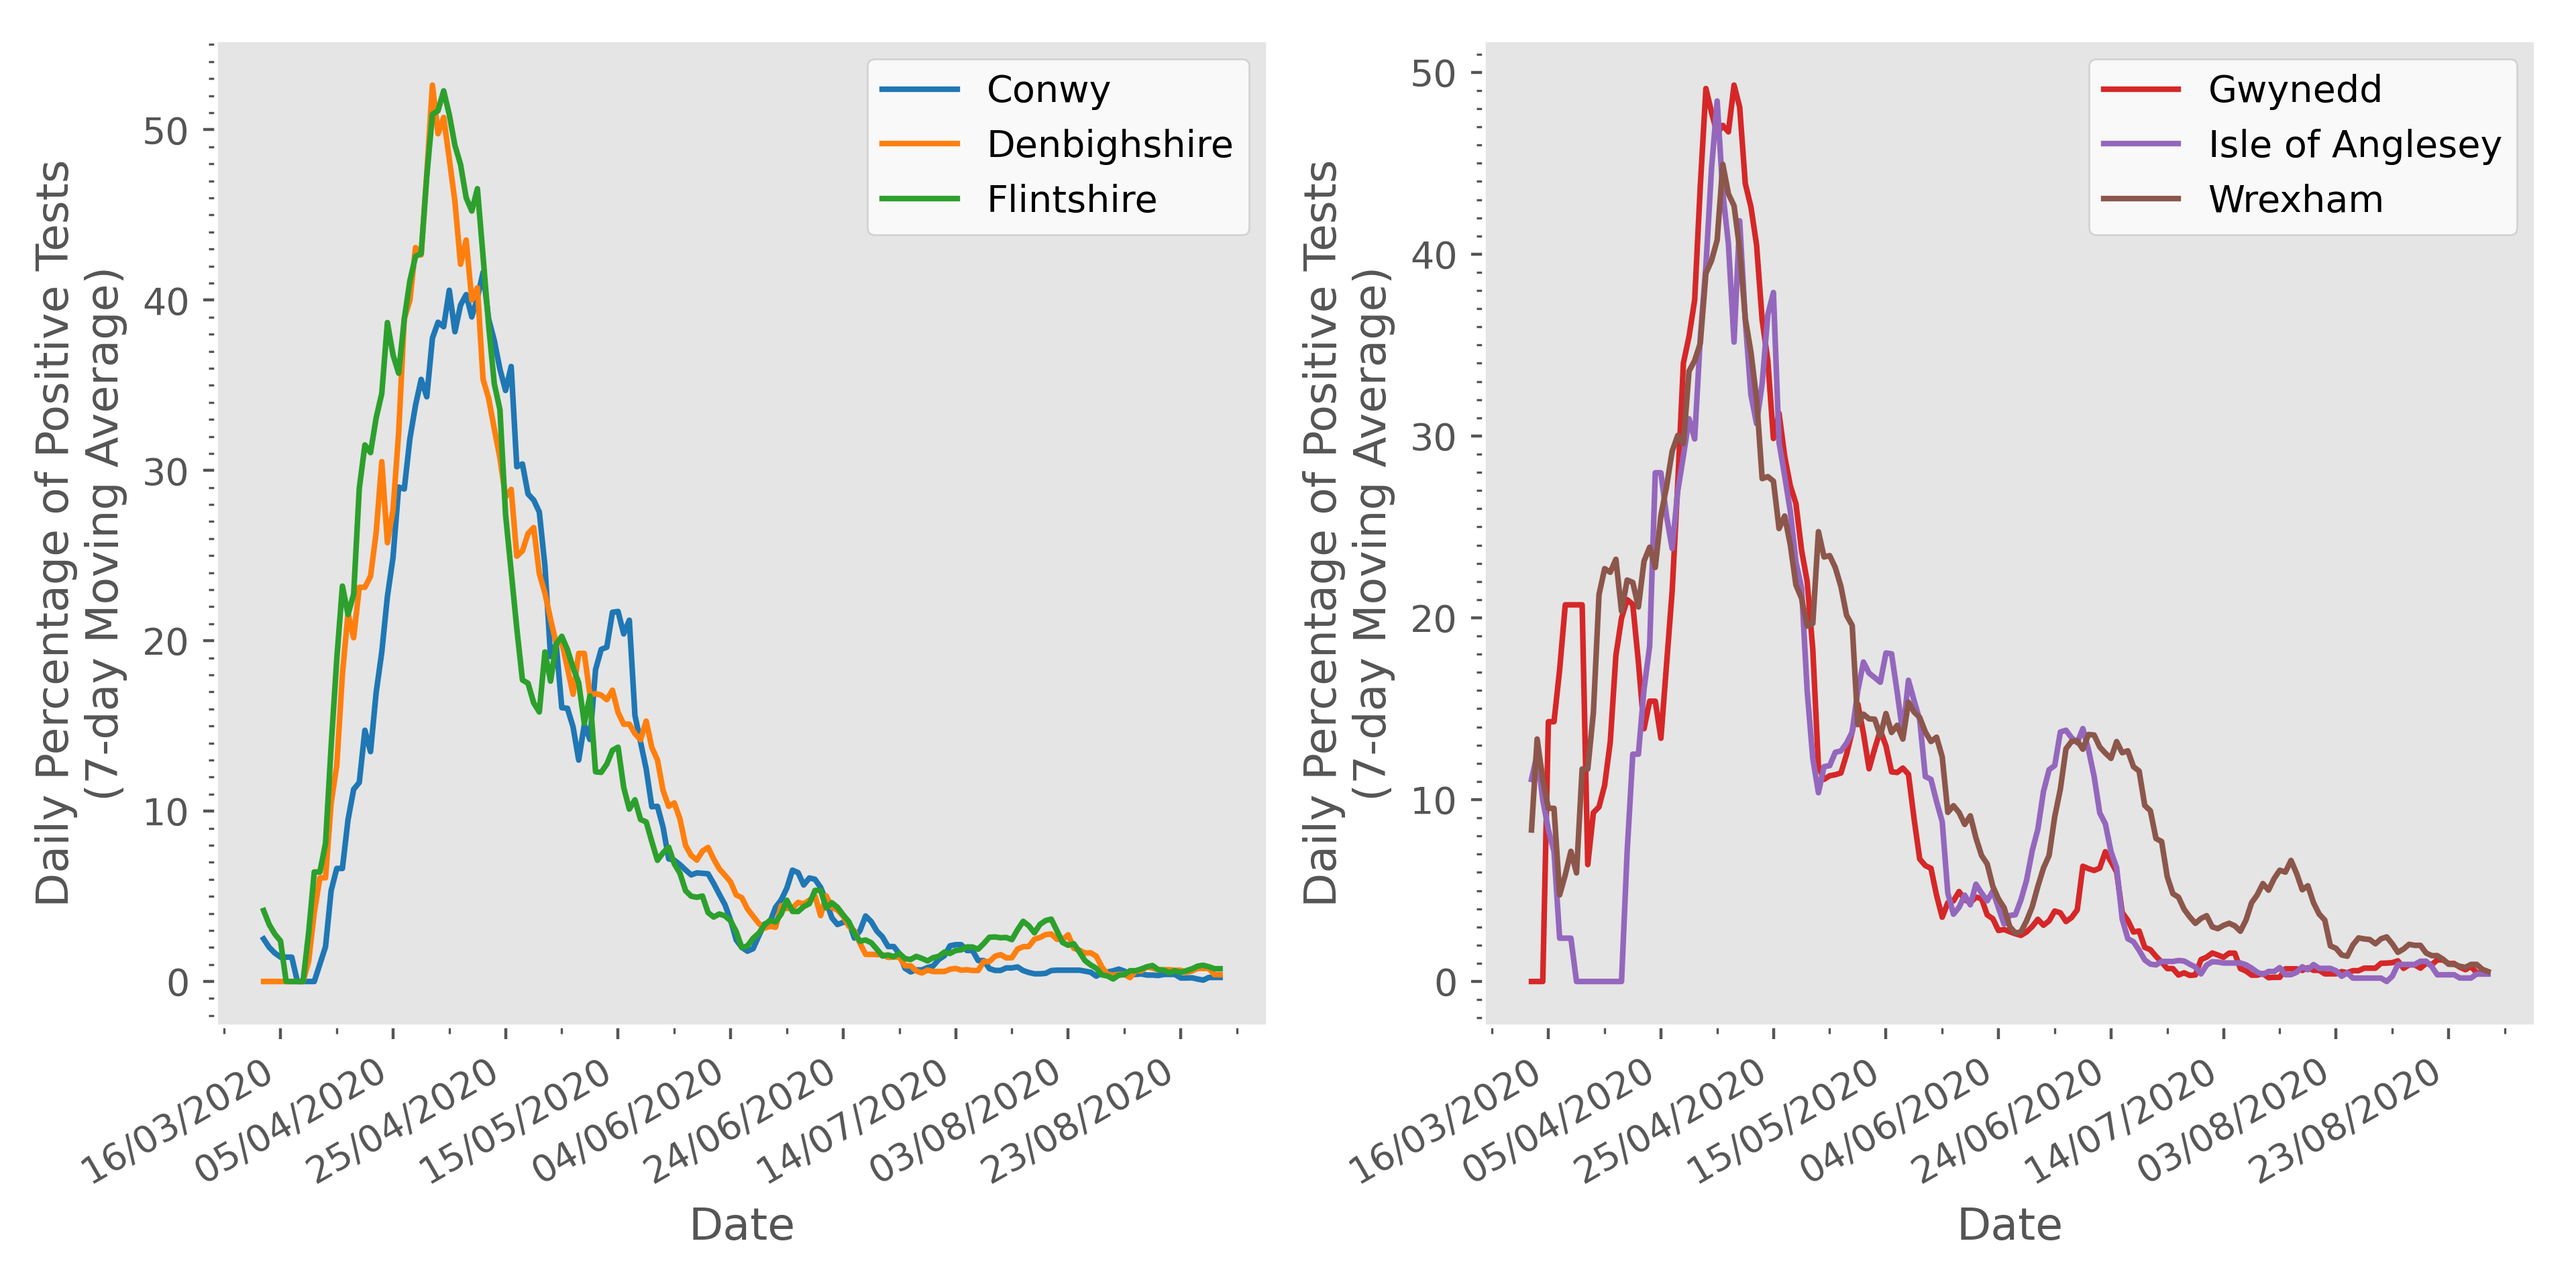 Daily Percentage of Positive Tests
(7-day Moving Average)
50
40
30
20
10
0
Conwy
Denbighshire
Flintshire
16/03/2020
05/04/2020
25/04/2020
15/05/2020
04/06/2020
24/06/2020
14/07/2020
03/08/2020
23/08/2020
Date
Daily Percentage of Positive Tests
(7-day Moving Average)
50
40
30
20
10
0
Gwynedd
Isle of Anglesey
Wrexham
16/03/2020
05/04/2020
25/04/2020
15/05/2020
04/06/2020
24/06/2020
14/07/2020
03/08/2020
23/08/2020
Date